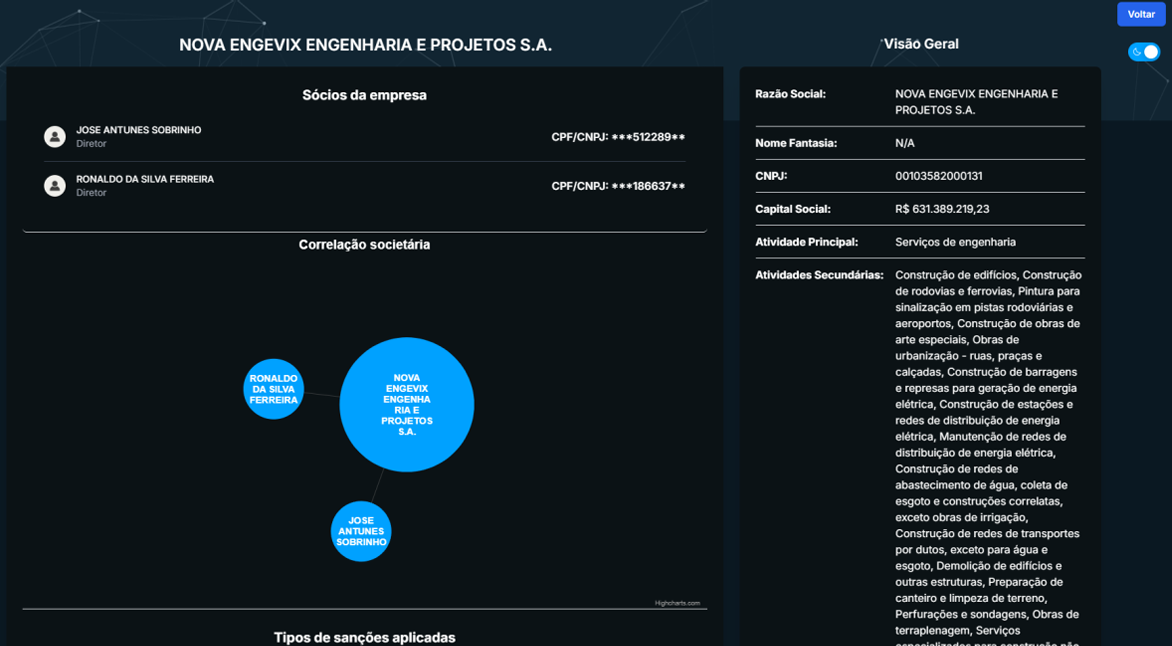 Voltar
NOVA ENGEVIX ENGENHARIA E PROJETOS S.A.
Sócios da empresa
JOSE ANTUNES SOBRINHO
Diretor
CPF/CNPJ: ***512289**
RONALDO DA SILVA FERREIRA
Diretor
CPF/CNPJ: ***186637**
Correlação societária
RONALDO
DA SILVA
FERREIRA
NOVA
ENGEVIX
ENGENHA
RIA E
PROJETOS
S.A.
JOSE
ANTUNES
SOBRINHO
Highcharts.com
Tipos de sanções aplicadas
Visão Geral
Razão Social:
NOVA ENGEVIX ENGENHARIA E
PROJETOS S.A.
Nome Fantasia:
N/A
CNPJ:
00103582000131
Capital Social:
R$ 631.389.219,23
Atividade Principal:
Serviços de engenharia
Atividades Secundárias:
Construção de edifícios, Construção
de rodovias e ferrovias, Pintura para
sinalização em pistas rodoviárias e
aeroportos, Construção de obras de
arte especiais, Obras de
urbanização - ruas, praças e
calçadas, Construção de barragens
e represas para geração de energia
elétrica, Construção de estações e
redes de distribuição de energia
elétrica, Manutenção de redes de
distribuição de energia elétrica,
Construção de redes de
abastecimento de água, coleta de
esgoto e construções correlatas,
exceto obras de irrigação,
Construção de redes de transportes
por dutos, exceto para água e
esgoto, Demolição de edifícios e
outras estruturas, Preparação de
canteiro e limpeza de terreno,
Perfurações e sondagens, Obras de
terraplenagem, Serviços
especializados para construção não